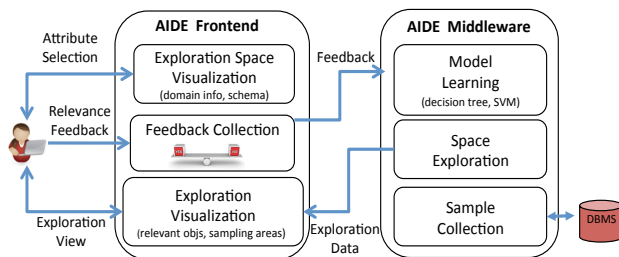 AIDE Frontend
AIDE Middleware
Attribute
Selection
Exploration Space
Visualization
(domain info, schema)
Feedback
Model
Learning
(decision tree, SVM)
Relevance
Feedback
Feedback Collection
Space
Exploration
Exploration
Visualization
(relevant objs, sampling areas)
Exploration
View
Exploration
Data
Sample
Collection
DBMS